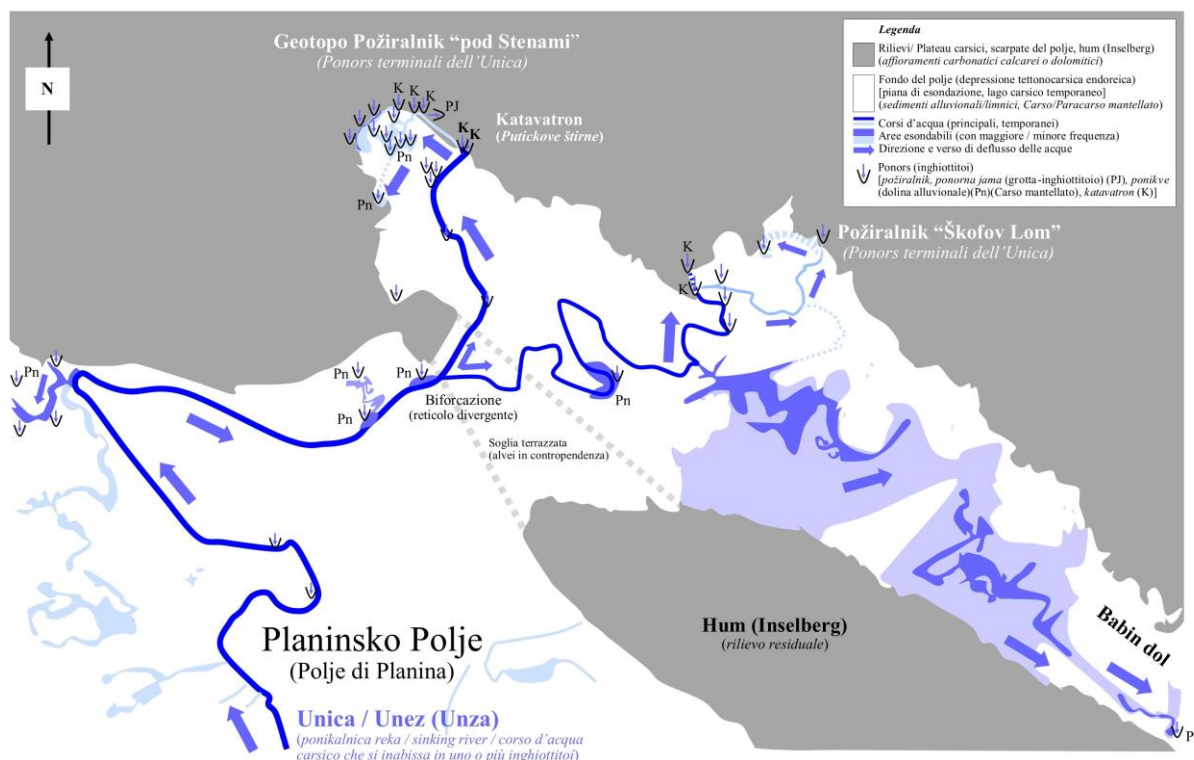 Geotopo Požiralnik “pod Stenami”
(Ponors terminali dell’Unica)
N
K
K
K
K
PJ
Katavatron
(Putickove štirne)
K
K
Pn
Pn
Legenda
Rilievi/ Plateau carsici, scarpate del polje, hum (Inselberg)
(affioramenti carbonatici calcarei o dolomitici)
Fondo del polje (depressione tettonocarsica endoreica)
[piana di esondazione, lago carsico temporaneo]
(sedimenti alluvionali/limnici, Carso/Paracarso mantellato)
Corsi d’acqua (principali, temporanei)
Aree esondabili (con maggiore / minore frequenza)
Direzione e verso di deflusso delle acque
Ponors (inghiottitoi)
[požiralnik, ponorna jama (grotta-inghiottitoio) (PJ), ponikve
(dolina alluvionale)(Pn)(Carso mantellato), katavatron (K)]
Požiralnik “Škofov Lom”
(Ponors terminali dell’Unica)
K
K
Pn
Pn
Pn
Pn
Pn
Biforcazione
(reticolo divergente)
Soglia terrazzata
(alvei in contropendenza)
Hum (Inselberg)
(rilievo residuale)
Babin dol
P
Planinsko Polje
(Polje di Planina)
Unica / Unez (Unza)
(ponikalnica reka / sinking river / corso d’acqua
carsico che si inabissa in uno o più inghiottitoi)